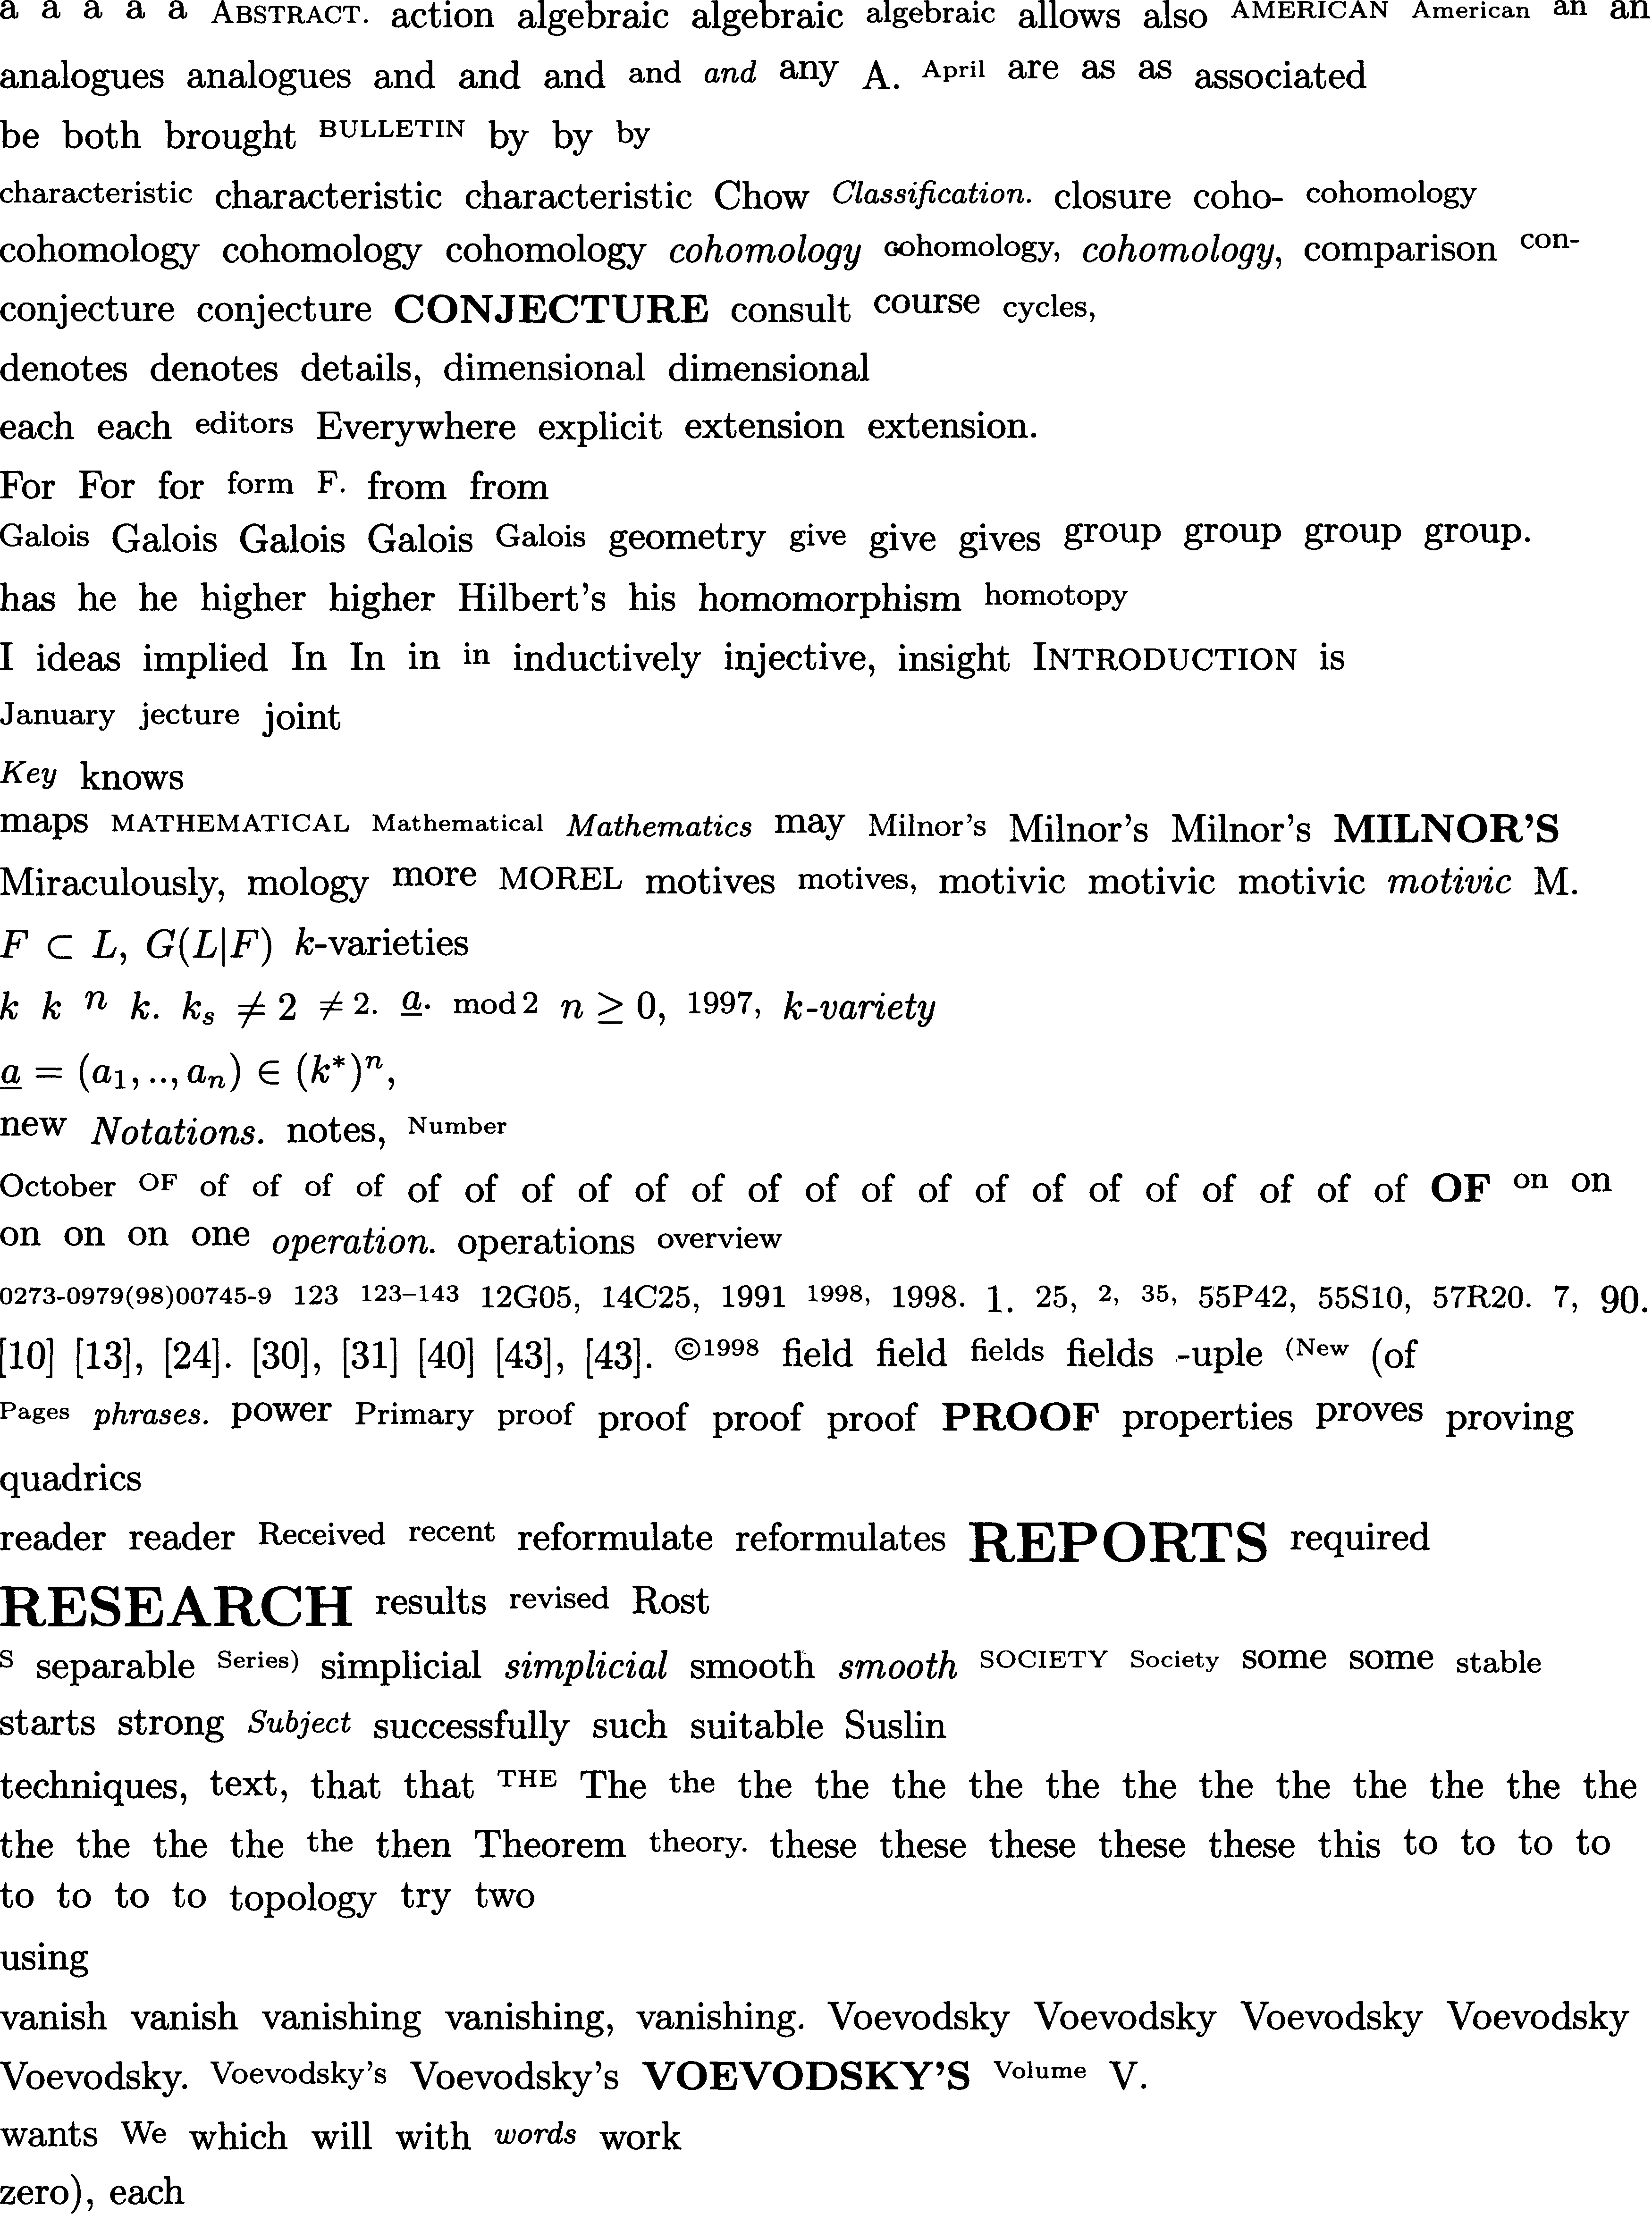 a a a a a ABSTRACT. action algebraic algebraic algebraic allows also AMERICAN American an an
analogues analogues and and and and and any A. April are as as associated
be both brought BULLETIN by by by
characteristic characteristic characteristic Chow Classification. closure coho- cohomology
cohomology cohomology cohomology cohomology cohomology, cohomology, comparison con-
conjecture conjecture CONJECTURE consult course cycles,
denotes denotes details, dimensional dimensional
each each editors Everywhere explicit extension extension.
For For for form F. from from
Galois Galois Galois Galois Galois geometry give give gives group group group group.
has he he higher higher Hilbert's his homomorphism homotopy
I ideas implied In In in in inductively injective, insight INTRODUCTION is
January jecture joint
Key knows
maps MATHEMATICAL Mathematical Mathematics may Milnor's Milnor's Milnor's MILNOR'S
Miraculously, mology more MOREL motives motives, motivic motivic motivic motivic M.
F ⊂ L, G(L|F) k-varieties
k k n k. k_s ≠ 2 ≠ 2. a̲. mod 2 n ≥ 0, 1997, k-variety
a̲ = (a₁, .., aₙ) ∈ (k*)ⁿ,
new Notations. notes, Number
October OF of of of of of of of of of of of of of of of of of of of of of of OF on on
on on on one operation. operations overview
0273-0979(98)00745-9 123 123–143 12G05, 14C25, 1991 1998, 1998. 1. 25, 2, 35, 55P42, 55S10, 57R20. 7, 90.
[10] [13], [24]. [30], [31] [40] [43], [43]. ©1998 field field fields fields -uple (New (of
Pages phrases. power Primary proof proof proof proof PROOF properties proves proving
quadrics
reader reader Received recent reformulate reformulates REPORTS required
RESEARCH results revised Rost
S separable Series) simplicial simplicial smooth smooth SOCIETY Society some some stable
starts strong Subject successfully such suitable Suslin
techniques, text, that that THE The the the the the the the the the the the the the the
the the the the the then Theorem theory. these these these these these this to to to to
to to to to topology try two
using
vanish vanish vanishing vanishing, vanishing. Voevodsky Voevodsky Voevodsky Voevodsky
Voevodsky. Voevodsky's Voevodsky's VOEVODSKY'S Volume V.
wants We which will with words work
zero), each